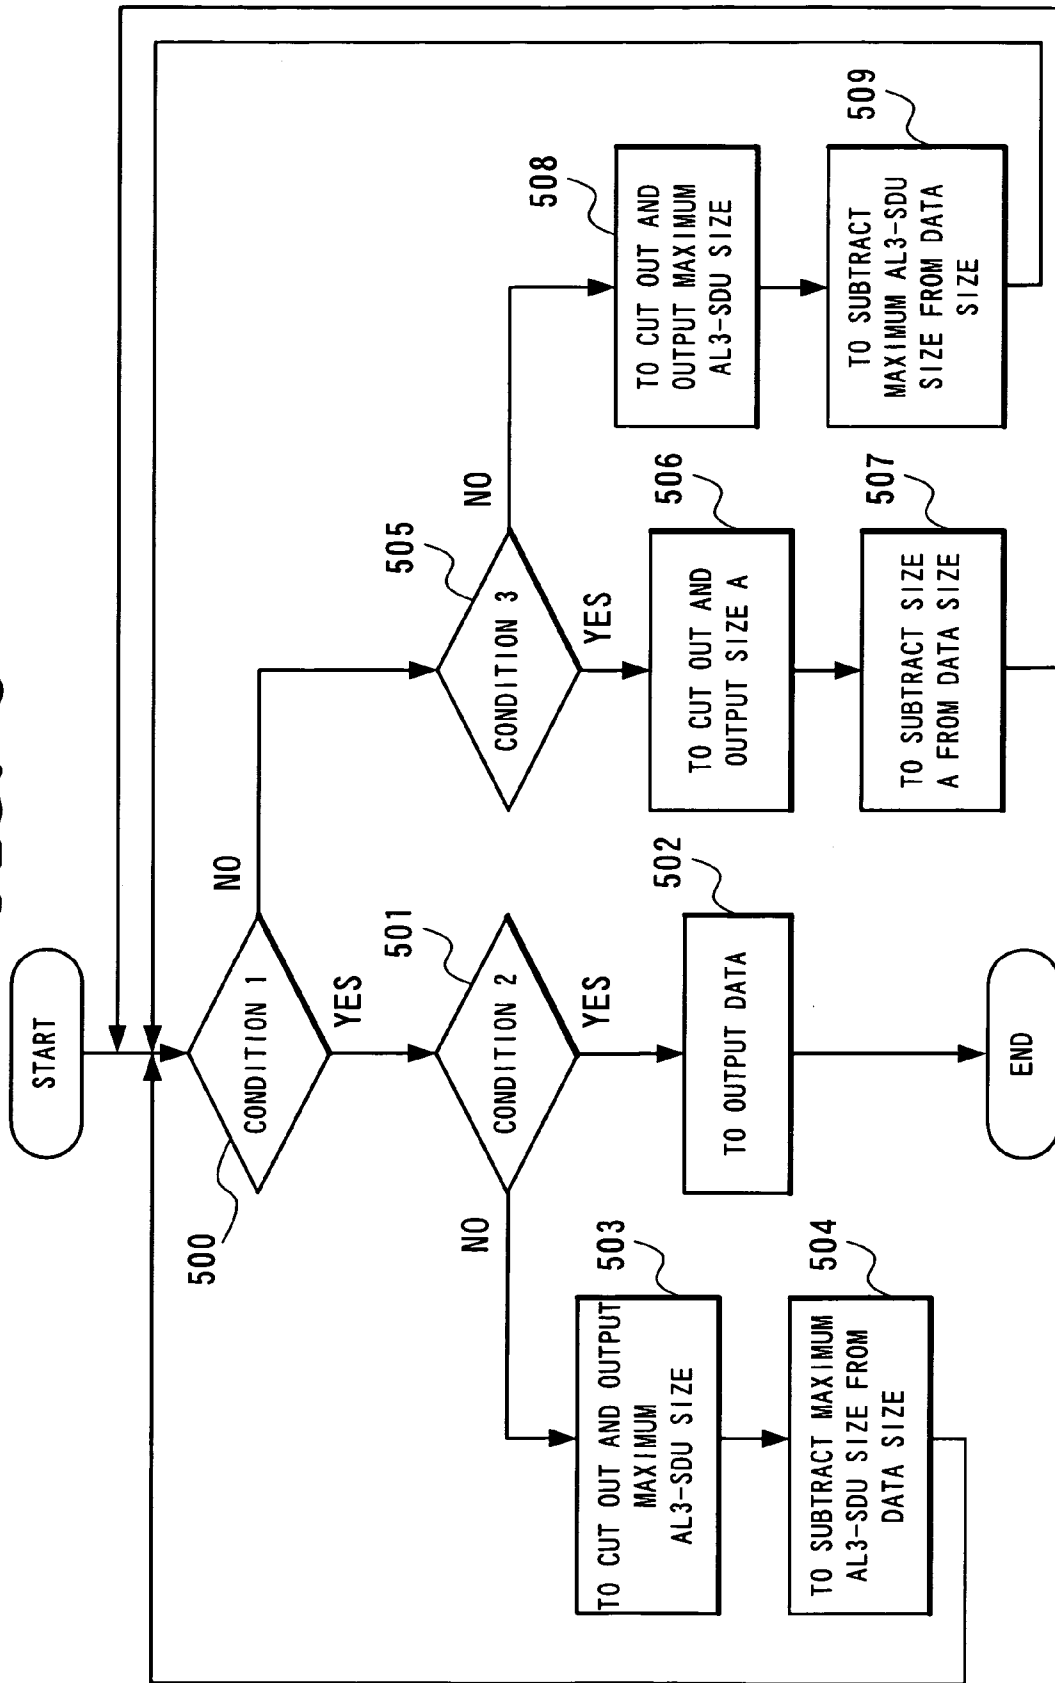 START
CONDITION 1
500
NO
YES
CONDITION 2
501
NO
YES
TO OUTPUT DATA
502
END
TO CUT OUT AND OUTPUT
MAXIMUM
AL3-SDU SIZE
503
TO SUBTRACT MAXIMUM
AL3-SDU SIZE FROM
DATA SIZE
504
CONDITION 3
505
NO
YES
TO CUT OUT AND
OUTPUT SIZE A
506
TO SUBTRACT SIZE
A FROM DATA SIZE
507
TO CUT OUT AND
OUTPUT MAXIMUM
AL3-SDU SIZE
508
TO SUBTRACT
MAXIMUM AL3-SDU
SIZE FROM DATA
SIZE
509